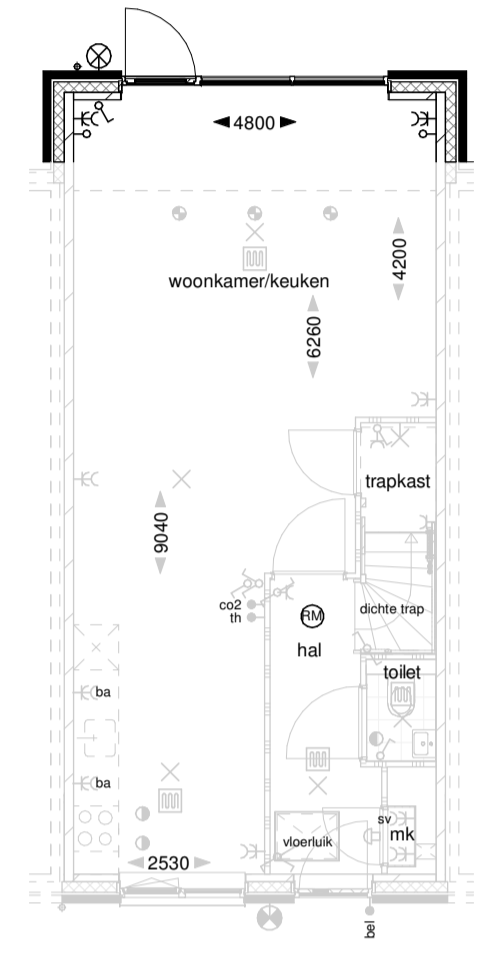 4800
4200
woonkamer/keuken
6260
trapkast
9040
co2
th
RM
dichte trap
hal
toilet
ba
ba
sv
mk
vloerluik
2530
bel